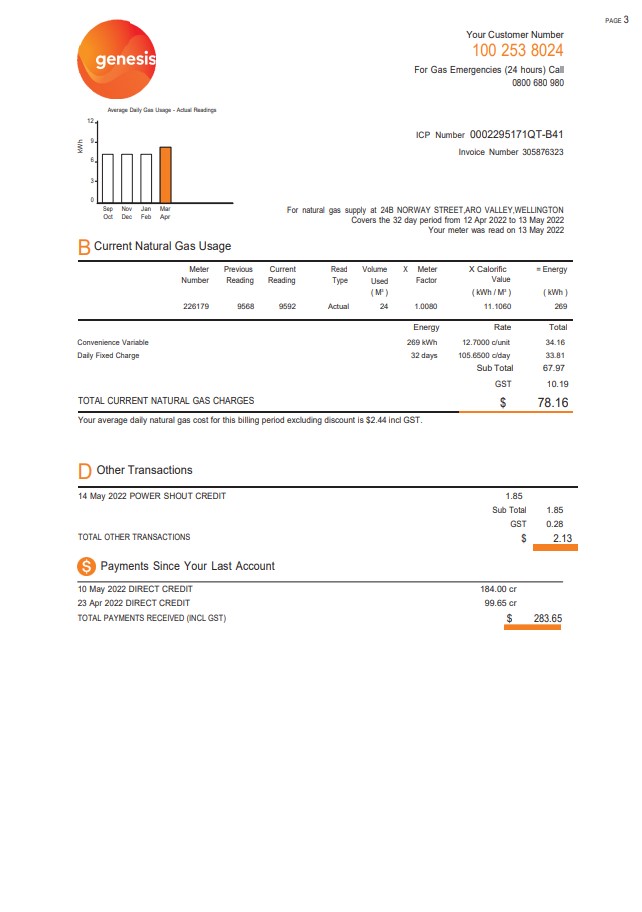 PAGE 3
genesis
Your Customer Number
100 253 8024
For Gas Emergencies (24 hours) Call
0800 680 980
Average Daily Gas Usage - Actual Readings
kWh
12
9
6
3
0
Sep Oct
Nov Dec
Jan Feb
Mar Apr
ICP Number 0002295171QT-B41
Invoice Number 305876323
For natural gas supply at 24B NORWAY STREET,ARO VALLEY,WELLINGTON
Covers the 32 day period from 12 Apr 2022 to 13 May 2022
Your meter was read on 13 May 2022
B Current Natural Gas Usage
Meter Previous Current Read Volume X Meter X Calorific = Energy
Number Reading Reading Type Used Factor Value
(M³) (kWh / M³) (kWh)
226179 9568 9592 Actual 24 1.0080 11.1060 269
Energy Rate Total
Convenience Variable 269 kWh 12.7000 c/unit 34.16
Daily Fixed Charge 32 days 105.6500 c/day 33.81
Sub Total 67.97
GST 10.19
TOTAL CURRENT NATURAL GAS CHARGES $ 78.16
Your average daily natural gas cost for this billing period excluding discount is $2.44 incl GST.
D Other Transactions
14 May 2022 POWER SHOUT CREDIT 1.85
Sub Total 1.85
GST 0.28
TOTAL OTHER TRANSACTIONS $ 2.13
$ Payments Since Your Last Account
10 May 2022 DIRECT CREDIT 184.00 cr
23 Apr 2022 DIRECT CREDIT 99.65 cr
TOTAL PAYMENTS RECEIVED (INCL GST) $ 283.65